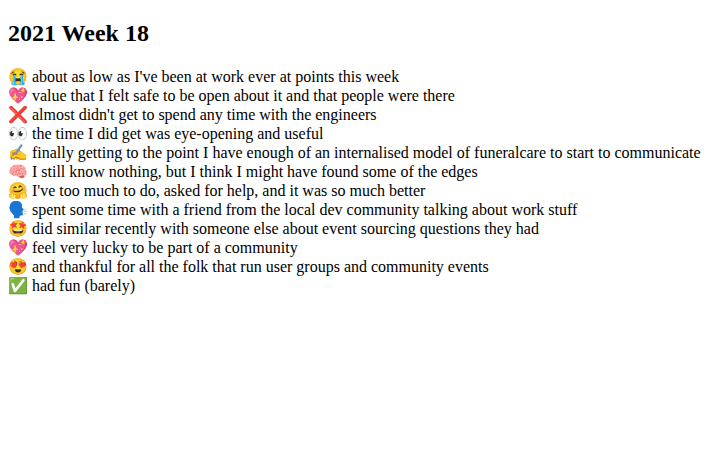 2021 Week 18
😭 about as low as I've been at work ever at points this week
💖 value that I felt safe to be open about it and that people were there
❌ almost didn't get to spend any time with the engineers
👀 the time I did get was eye-opening and useful
✍️ finally getting to the point I have enough of an internalised model of funeralcare to start to communicate
🧠 I still know nothing, but I think I might have found some of the edges
🤗 I've too much to do, asked for help, and it was so much better
🗣️ spent some time with a friend from the local dev community talking about work stuff
🤩 did similar recently with someone else about event sourcing questions they had
💖 feel very lucky to be part of a community
😍 and thankful for all the folk that run user groups and community events
✅ had fun (barely)